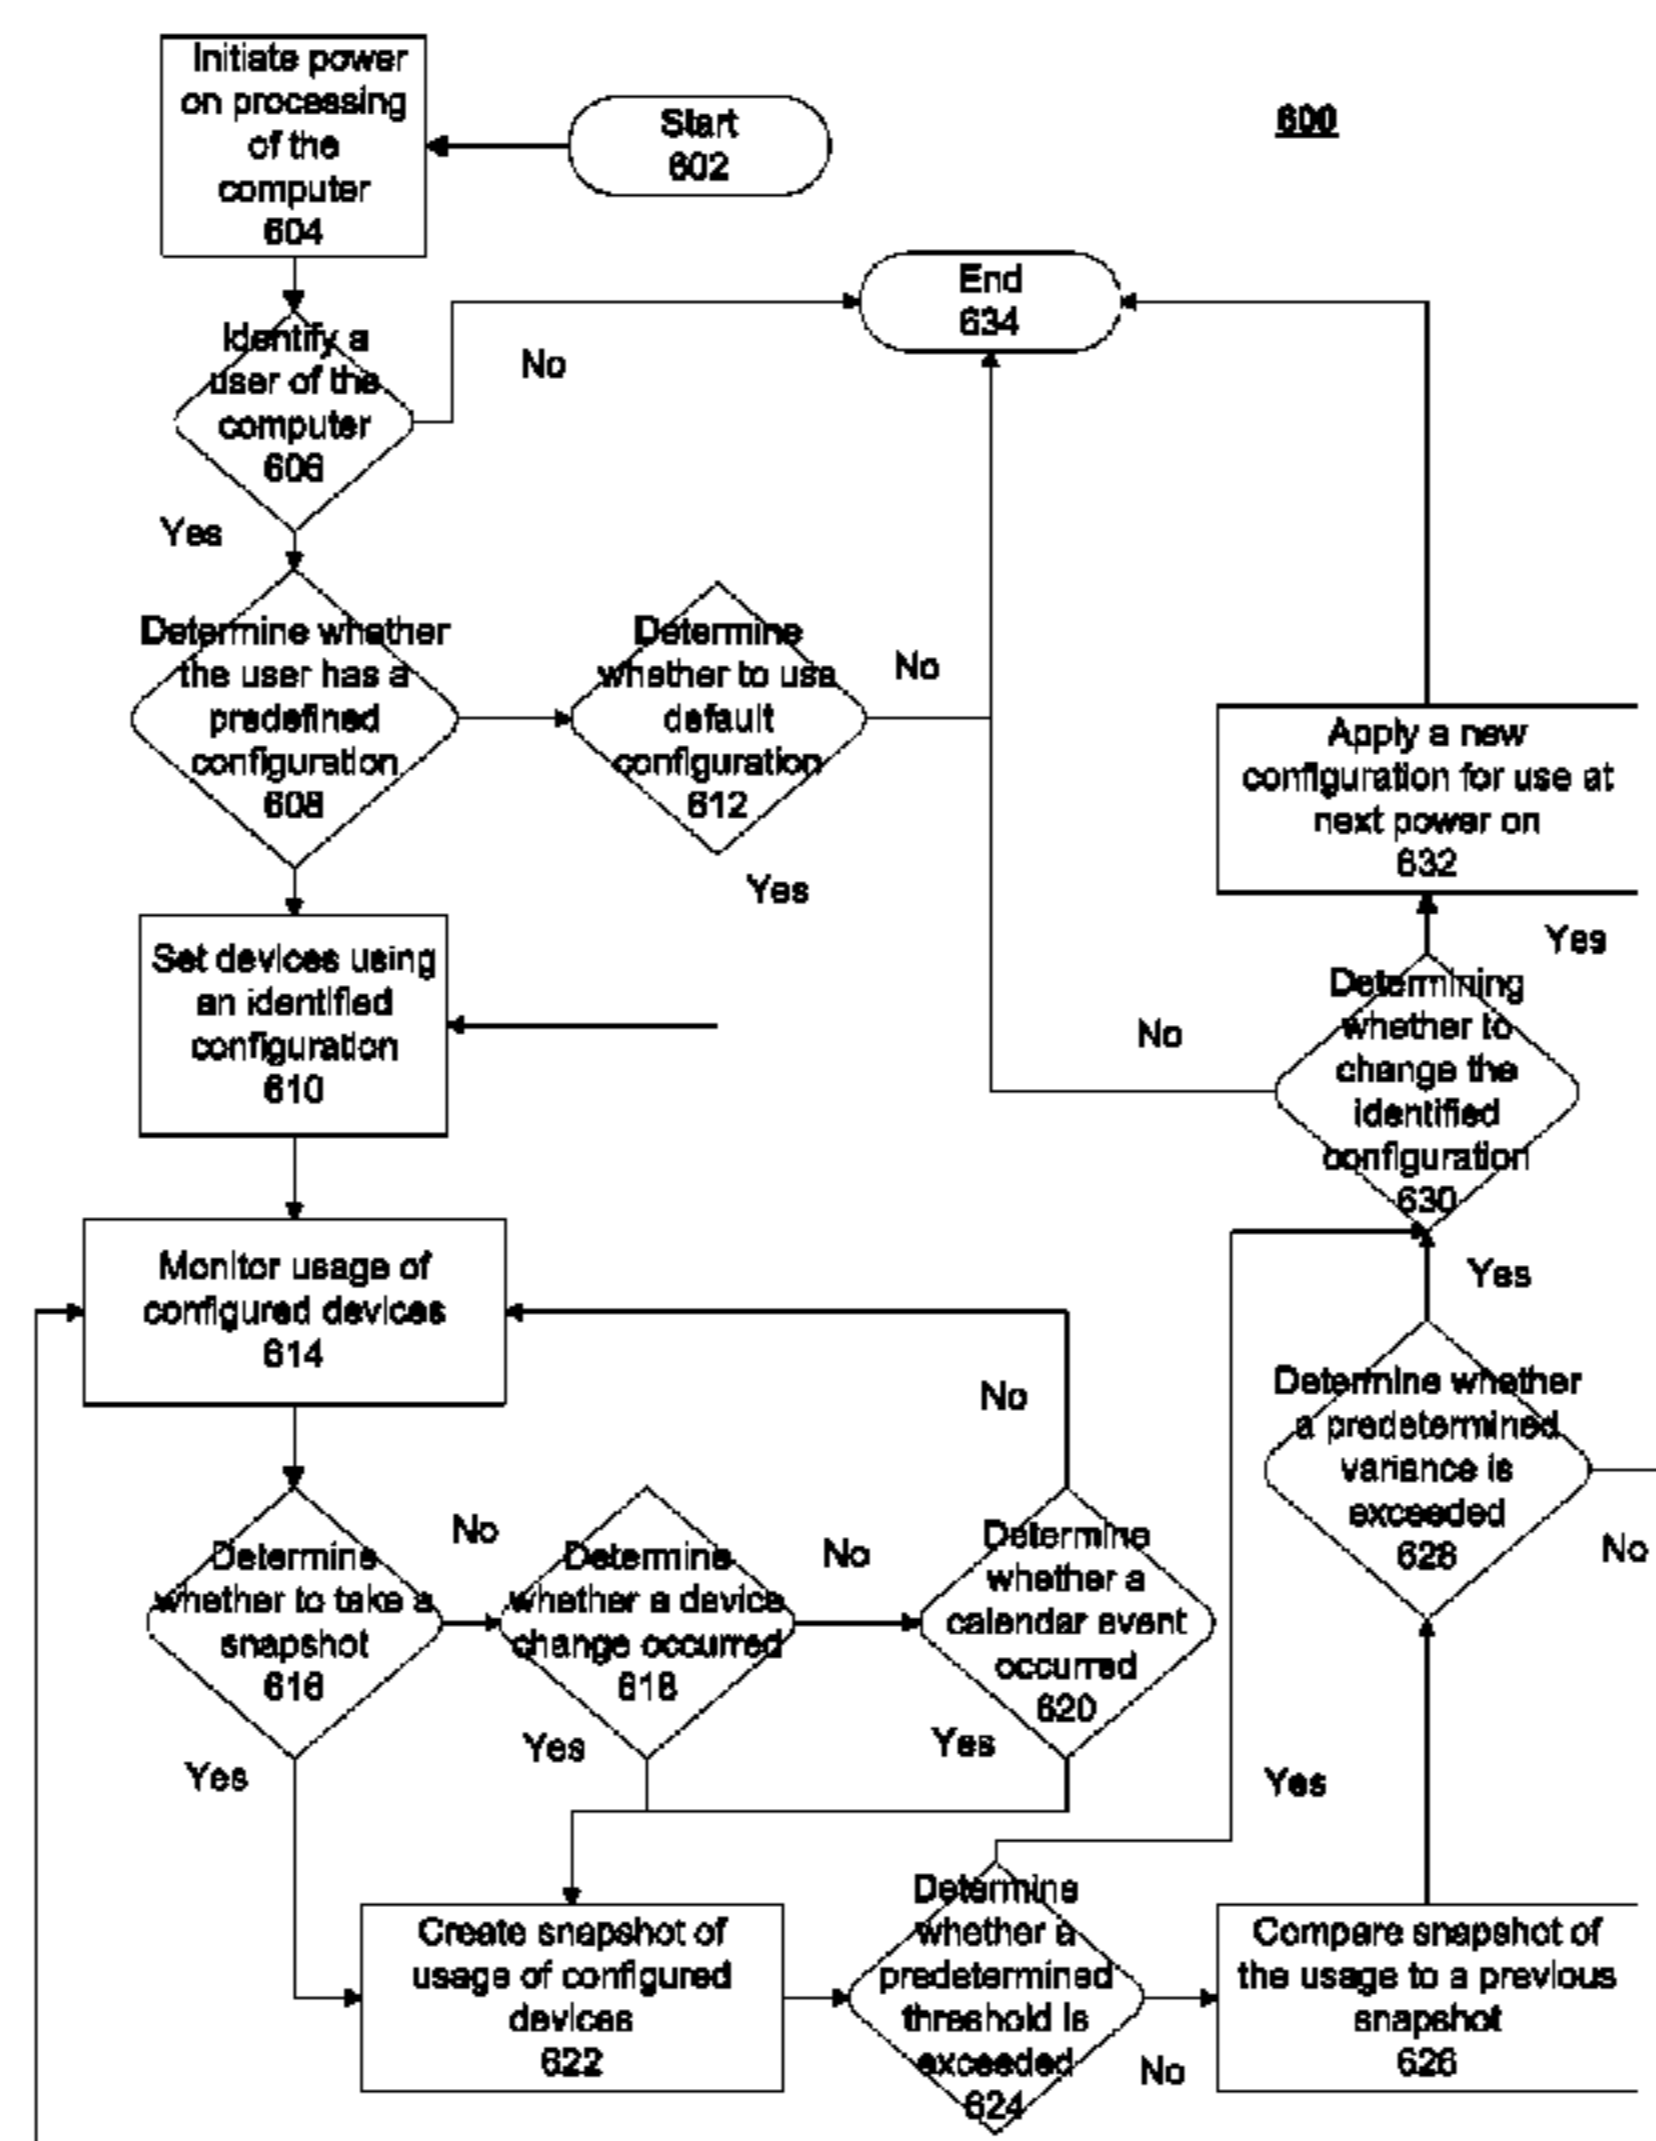 Initiate power
on processing
of the
computer
604
Start
602
600
End
634
Identify a
user of the
computer
606
No
Yes
Determine whether
the user has a
predefined
configuration
608
Determine
whether to use
default
configuration
612
No
Yes
Apply a new
configuration for use at
next power on
632
Yes
Set devices using
an identified
configuration
610
Determining
whether to
change the
identified
configuration
630
No
Yes
Monitor usage of
configured devices
614
No
Determine whether
a predetermined
variance is
exceeded
628
No
Determine
whether to take a
snapshot
616
No
Determine
whether a device
change occurred
618
No
Determine
whether a
calendar event
occurred
620
Yes
Yes
Yes
Yes
Create snapshot of
usage of configured
devices
622
Determine
whether a
predetermined
threshold is
exceeded
624
No
Compare snapshot of
the usage to a previous
snapshot
626